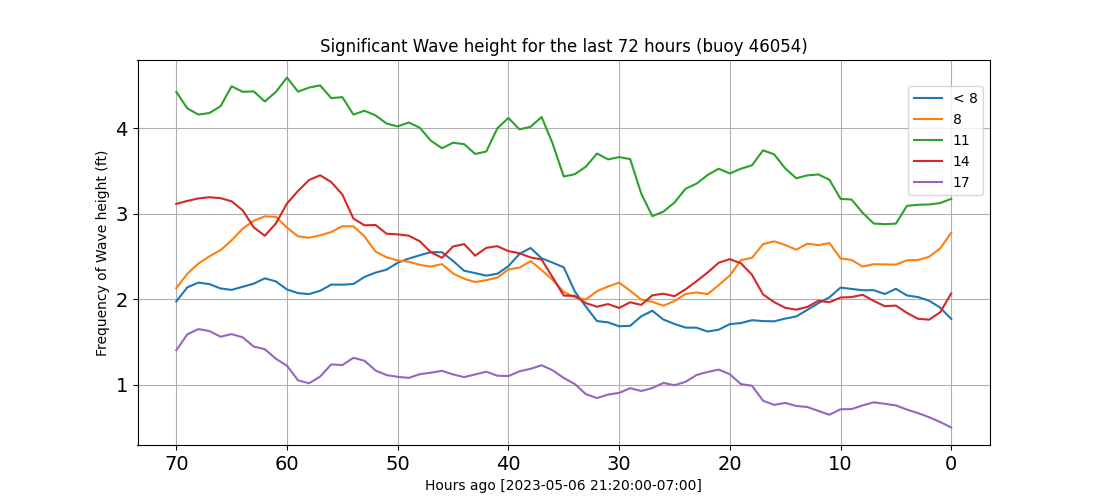 Significant Wave height for the last 72 hours (buoy 46054)
Frequency of Wave height (ft)
4
3
2
1
< 8
8
11
14
17
70 60 50 40 30 20 10 0
Hours ago [2023-05-06 21:20:00-07:00]